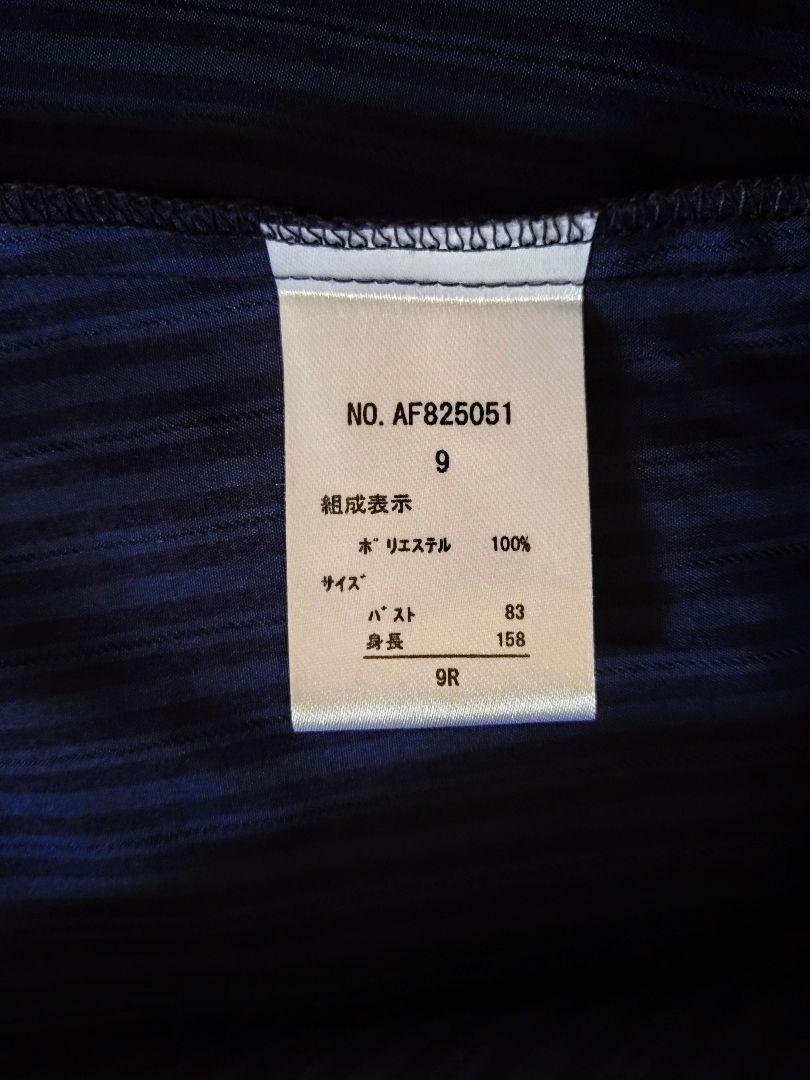 NO. AF825051
9
組成表示
ポリエステル 100%
サイズ
バスト 83
身長 158
9R